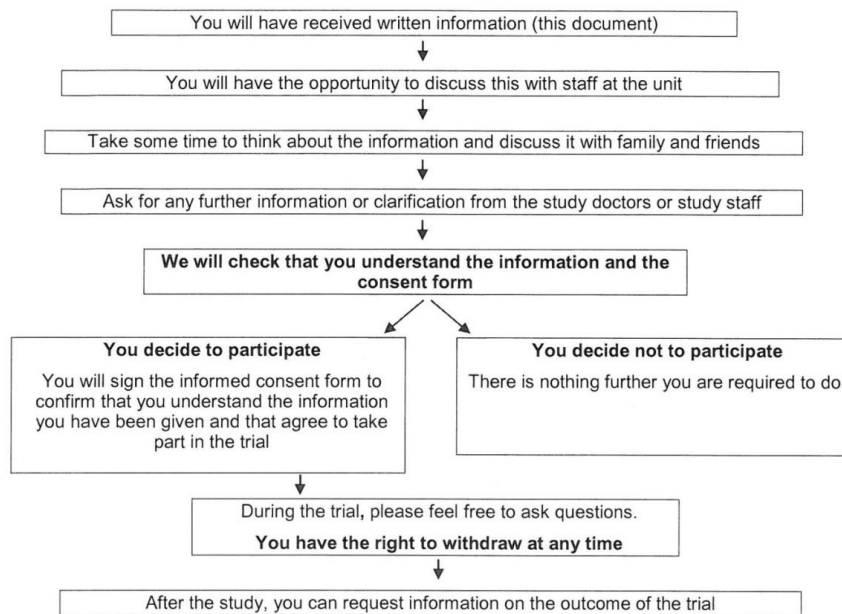 You will have received written information (this document)
You will have the opportunity to discuss this with staff at the unit
Take some time to think about the information and discuss it with family and friends
Ask for any further information or clarification from the study doctors or study staff
We will check that you understand the information and the
consent form
You decide to participate
You will sign the informed consent form to
confirm that you understand the information
you have been given and that agree to take
part in the trial
You decide not to participate
There is nothing further you are required to do
During the trial, please feel free to ask questions.
You have the right to withdraw at any time
After the study, you can request information on the outcome of the trial